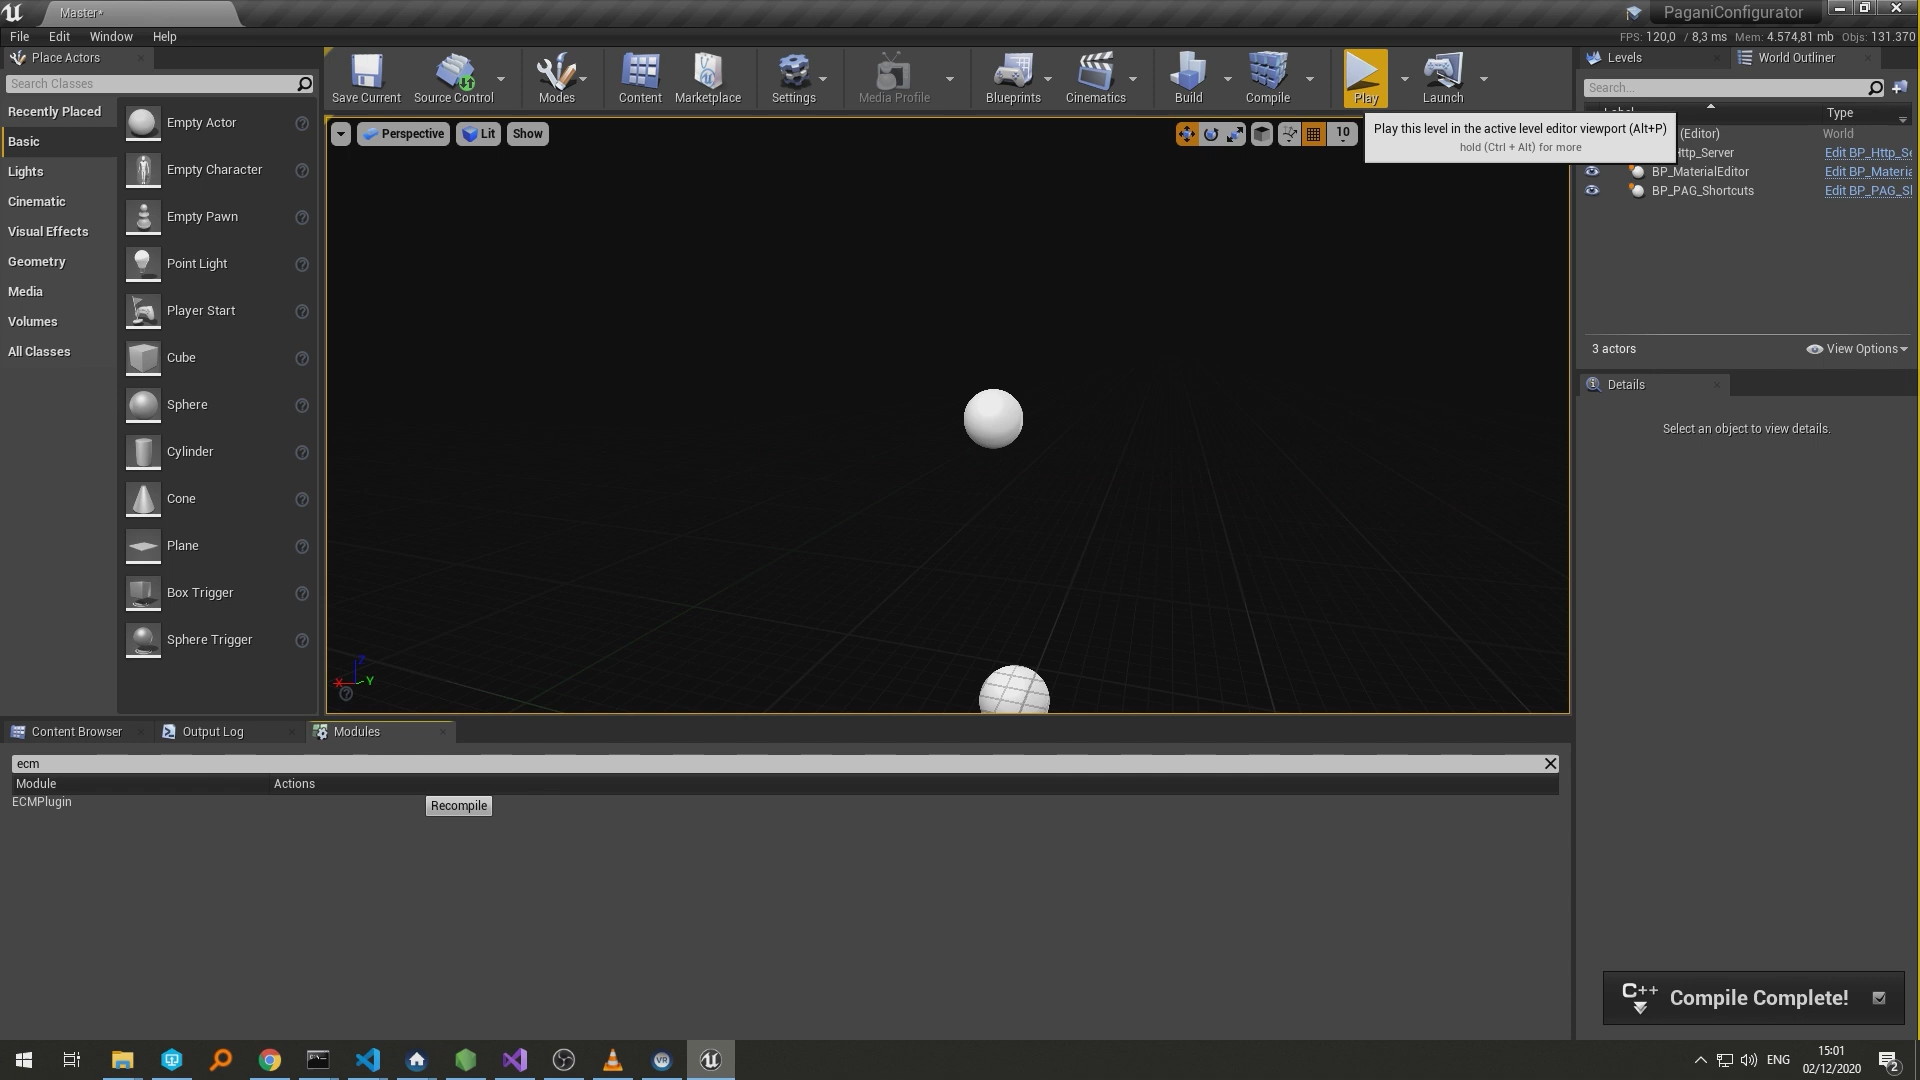 Master*
PaganiConfigurator
File Edit Window Help
FPS: 120,0 / 8,3 ms Mem: 4.574,81 mb Objs: 131.370
Place Actors
Search Classes
Recently Placed
Basic
Lights
Cinematic
Visual Effects
Geometry
Media
Volumes
All Classes
Empty Actor
Empty Character
Empty Pawn
Point Light
Player Start
Cube
Sphere
Cylinder
Cone
Plane
Box Trigger
Sphere Trigger
Save Current
Source Control
Modes
Content
Marketplace
Settings
Media Profile
Blueprints
Cinematics
Build
Compile
Play
Launch
Perspective
Lit
Show
10
Play this level in the active level editor viewport (Alt+P)
hold (Ctrl + Alt) for more
X
Y
Z
Levels
World Outliner
Search...
Type
(Editor) World
ttp_Server Edit BP_Http_Se
BP_MaterialEditor Edit BP_Materia
BP_PAG_Shortcuts Edit BP_PAG_Sl
3 actors
View Options
Details
Select an object to view details.
Content Browser
Output Log
Modules
ecm
Module Actions
ECMPlugin
Recompile
C++
Compile Complete!
VR
ENG
15:01
02/12/2020
2